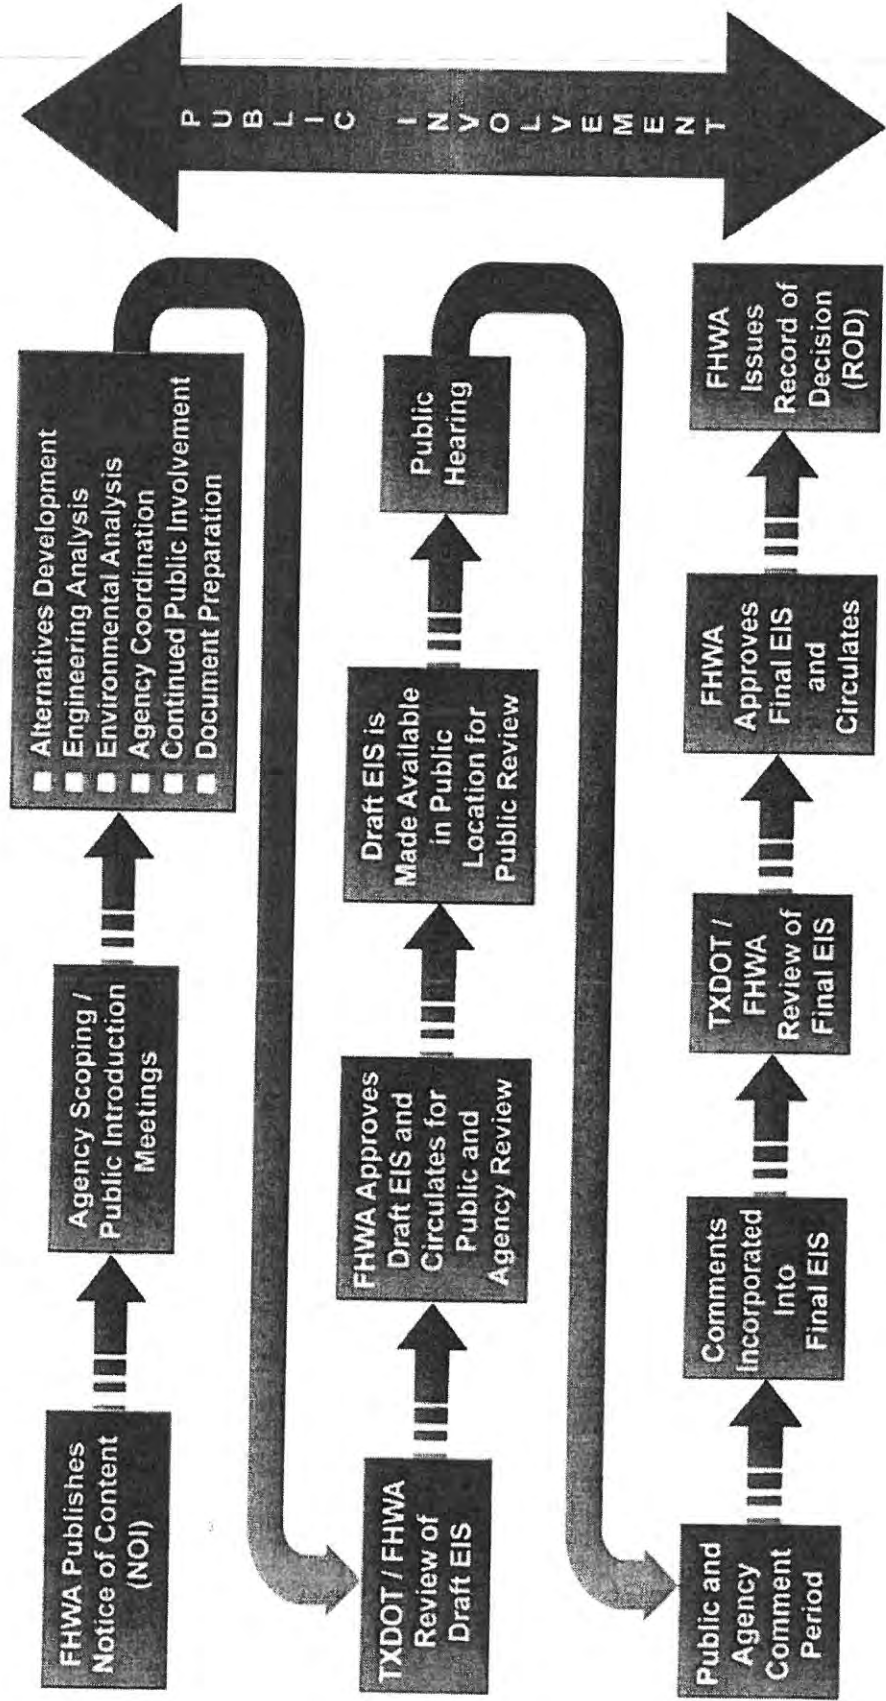 FHWA Publishes
Notice of Content
(NOI)
Agency Scoping /
Public Introduction
Meetings
Alternatives Development
Engineering Analysis
Environmental Analysis
Agency Coordination
Continued Public Involvement
Document Preparation
TXDOT / FHWA
Review of
Draft EIS
FHWA Approves
Draft EIS and
Circulates for
Public and
Agency Review
Draft EIS is
Made Available
in Public
Location for
Public Review
Public
Hearing
Public and
Agency
Comment
Period
Comments
Incorporated
Into
Final EIS
TXDOT /
FHWA
Review of
Final EIS
FHWA
Approves
Final EIS
and
Circulates
FHWA
Issues
Record of
Decision
(ROD)
PUBLIC INVOLVEMENT